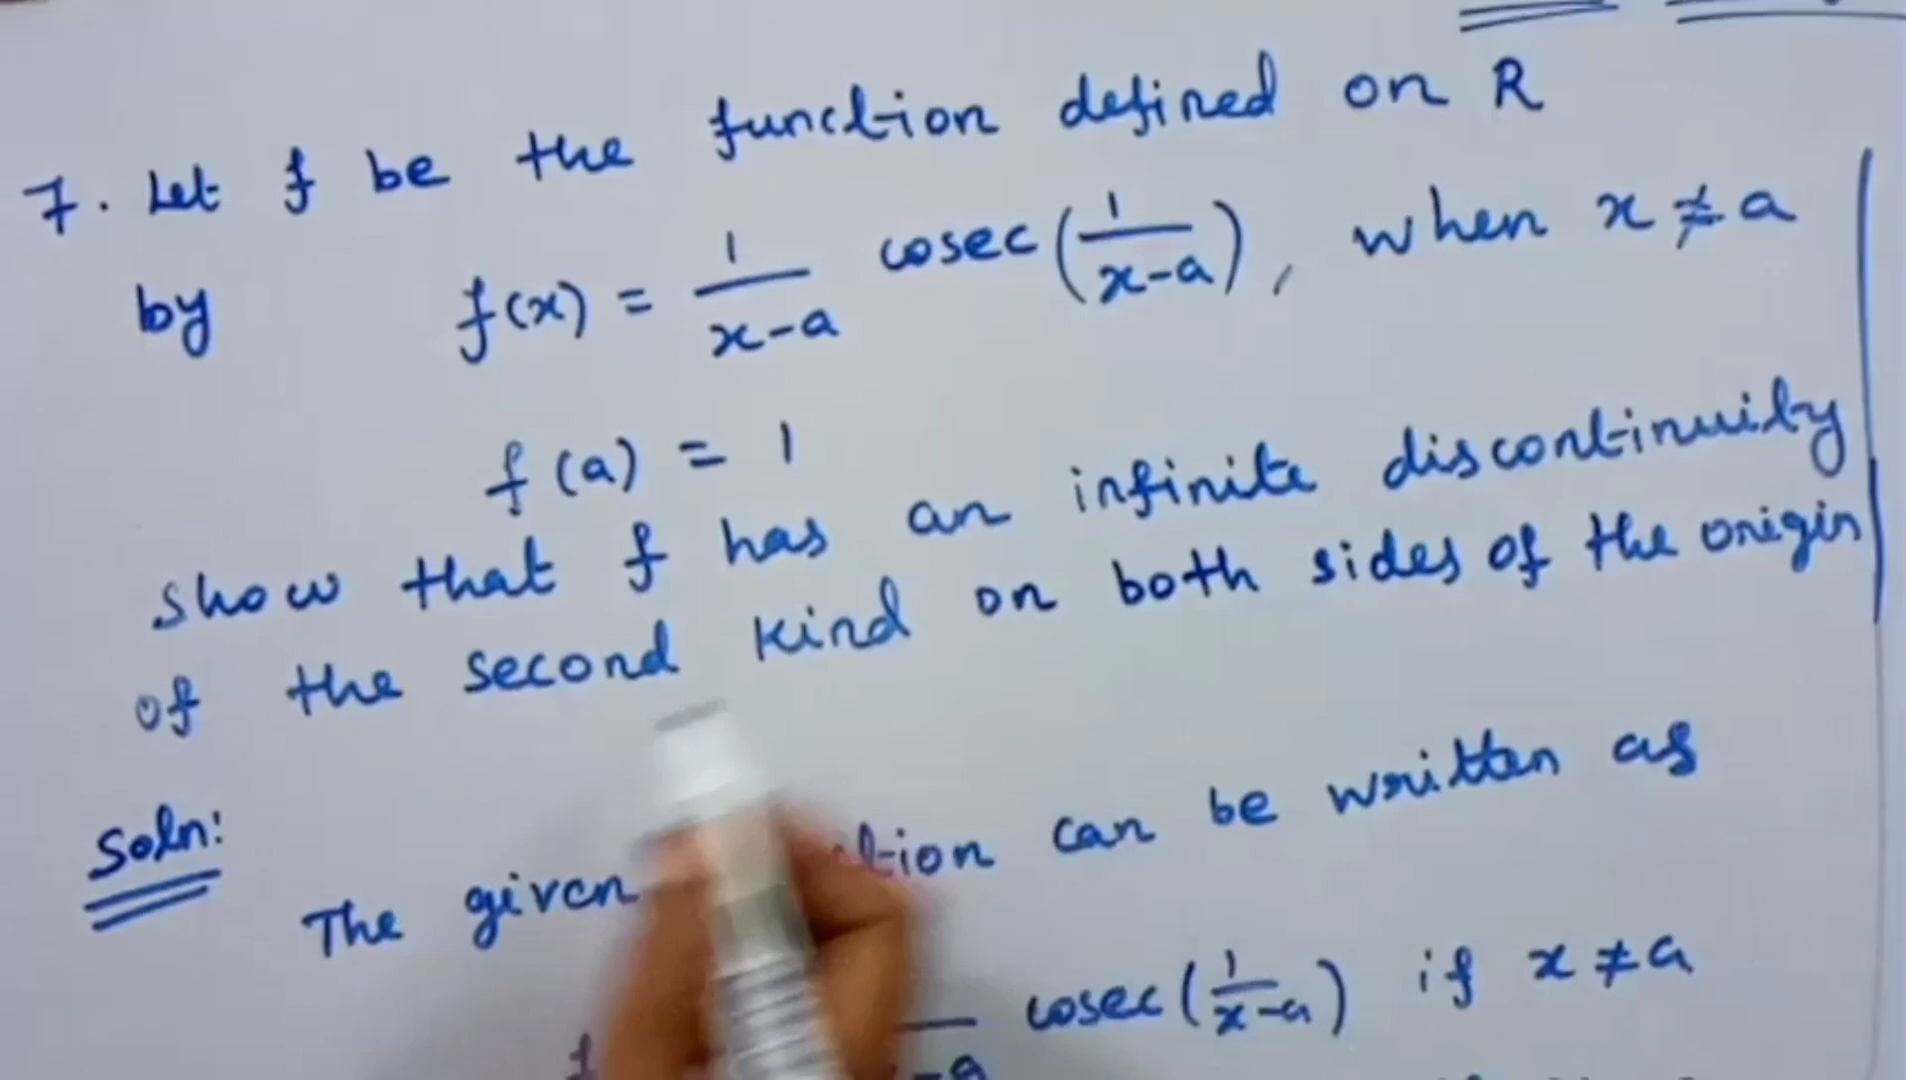 7. Let f be the function defined on R
by f(x) = 1/(x-a) cosec(1/(x-a)), when x ≠ a
f(a) = 1
show that f has an infinite discontinuity
of the second kind on both sides of the origin
Soln:
The given can be written as
cosec(1/(x-a)) if x ≠ a